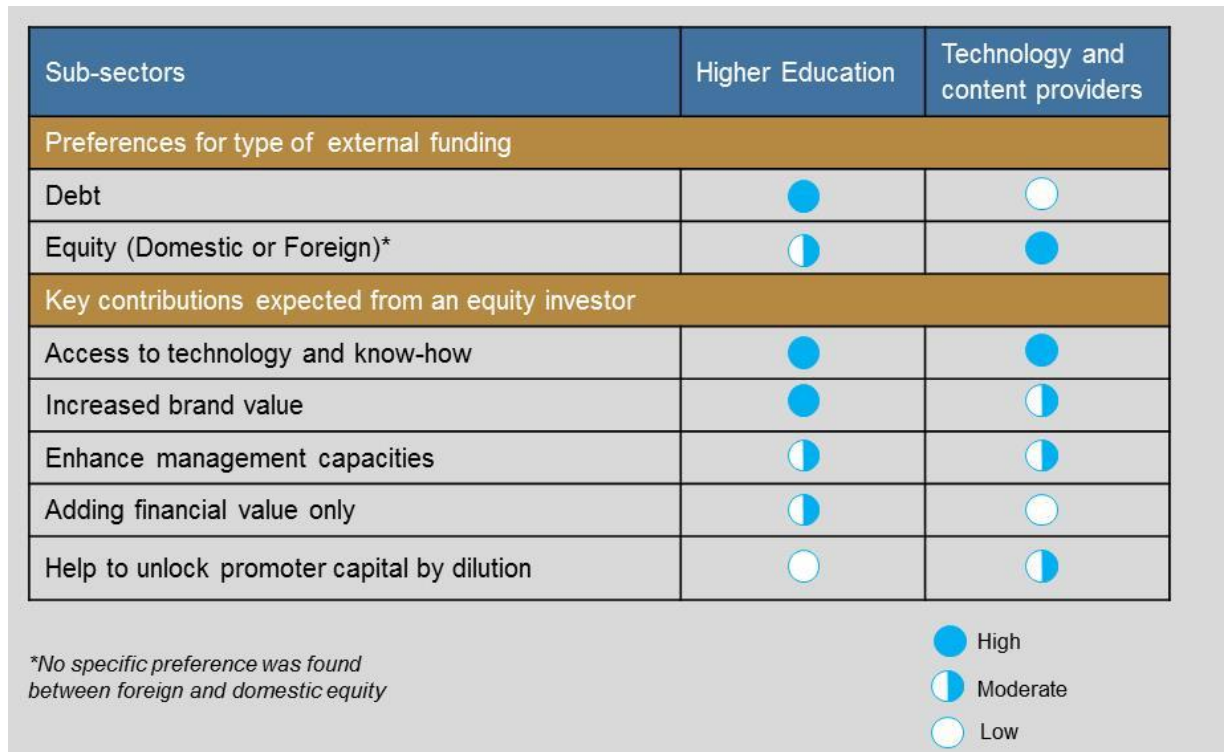 Sub-sectors
Higher Education
Technology and
content providers
Preferences for type of external funding
Debt
Equity (Domestic or Foreign)*
Key contributions expected from an equity investor
Access to technology and know-how
Increased brand value
Enhance management capacities
Adding financial value only
Help to unlock promoter capital by dilution
*No specific preference was found
between foreign and domestic equity
High
Moderate
Low